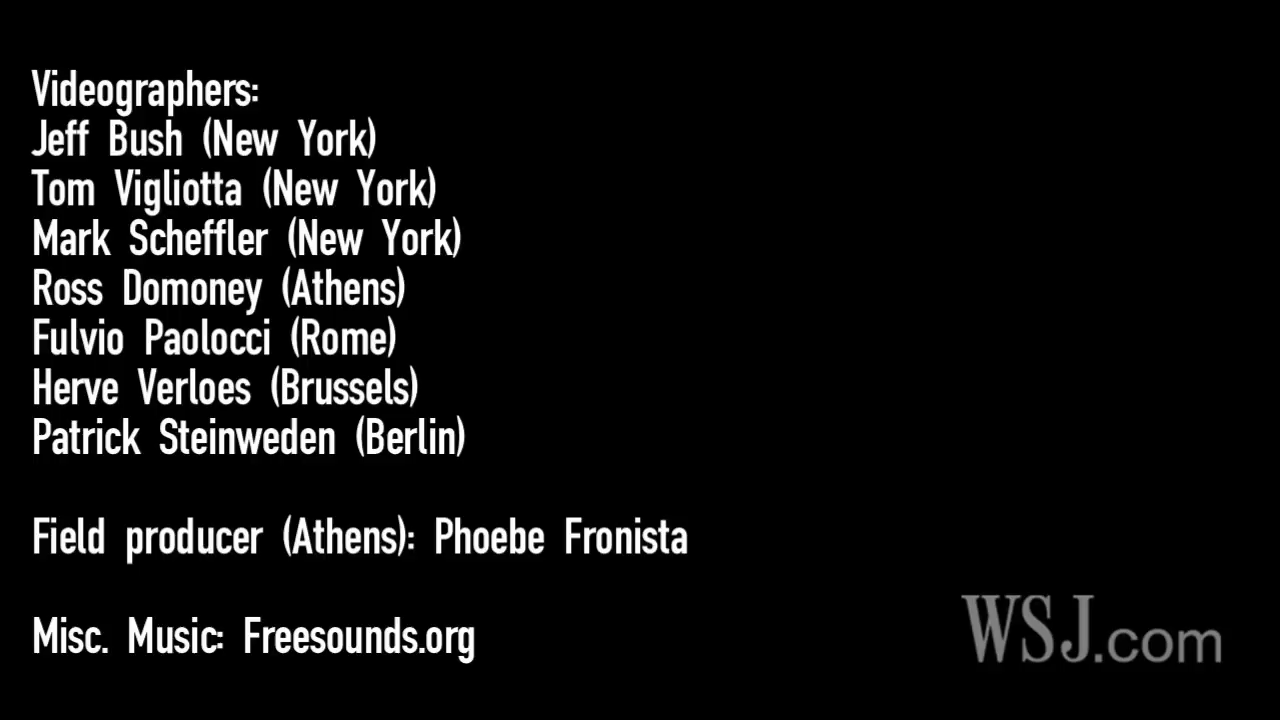 Videographers:
Jeff Bush (New York)
Tom Vigliotta (New York)
Mark Scheffler (New York)
Ross Domoney (Athens)
Fulvio Paolocci (Rome)
Herve Verloes (Brussels)
Patrick Steinweden (Berlin)
Field producer (Athens): Phoebe Fronista
Misc. Music: Freesounds.org
WSJ.com